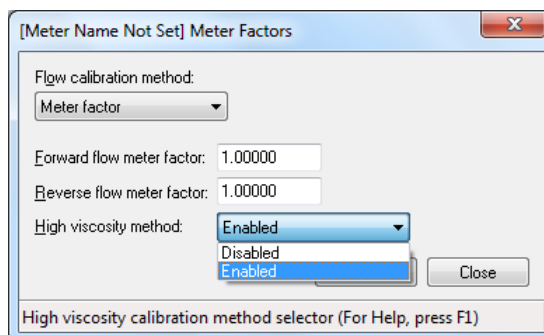 [Meter Name Not Set] Meter Factors
Flow calibration method:
Meter factor
Forward flow meter factor: 1.00000
Reverse flow meter factor: 1.00000
High viscosity method: Enabled
Disabled
Enabled
Close
High viscosity calibration method selector (For Help, press F1)